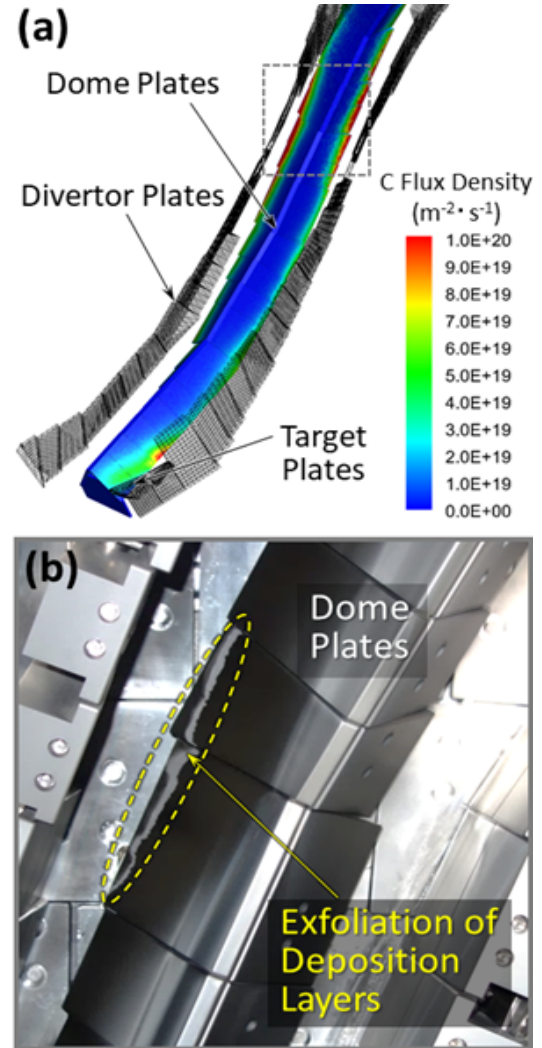 (a)
Dome Plates
Divertor Plates
C Flux Density
(m⁻²・s⁻¹)
1.0E+20
9.0E+19
8.0E+19
7.0E+19
6.0E+19
5.0E+19
4.0E+19
3.0E+19
2.0E+19
1.0E+19
0.0E+00
Target
Plates
(b)
Dome
Plates
Exfoliation of
Deposition
Layers